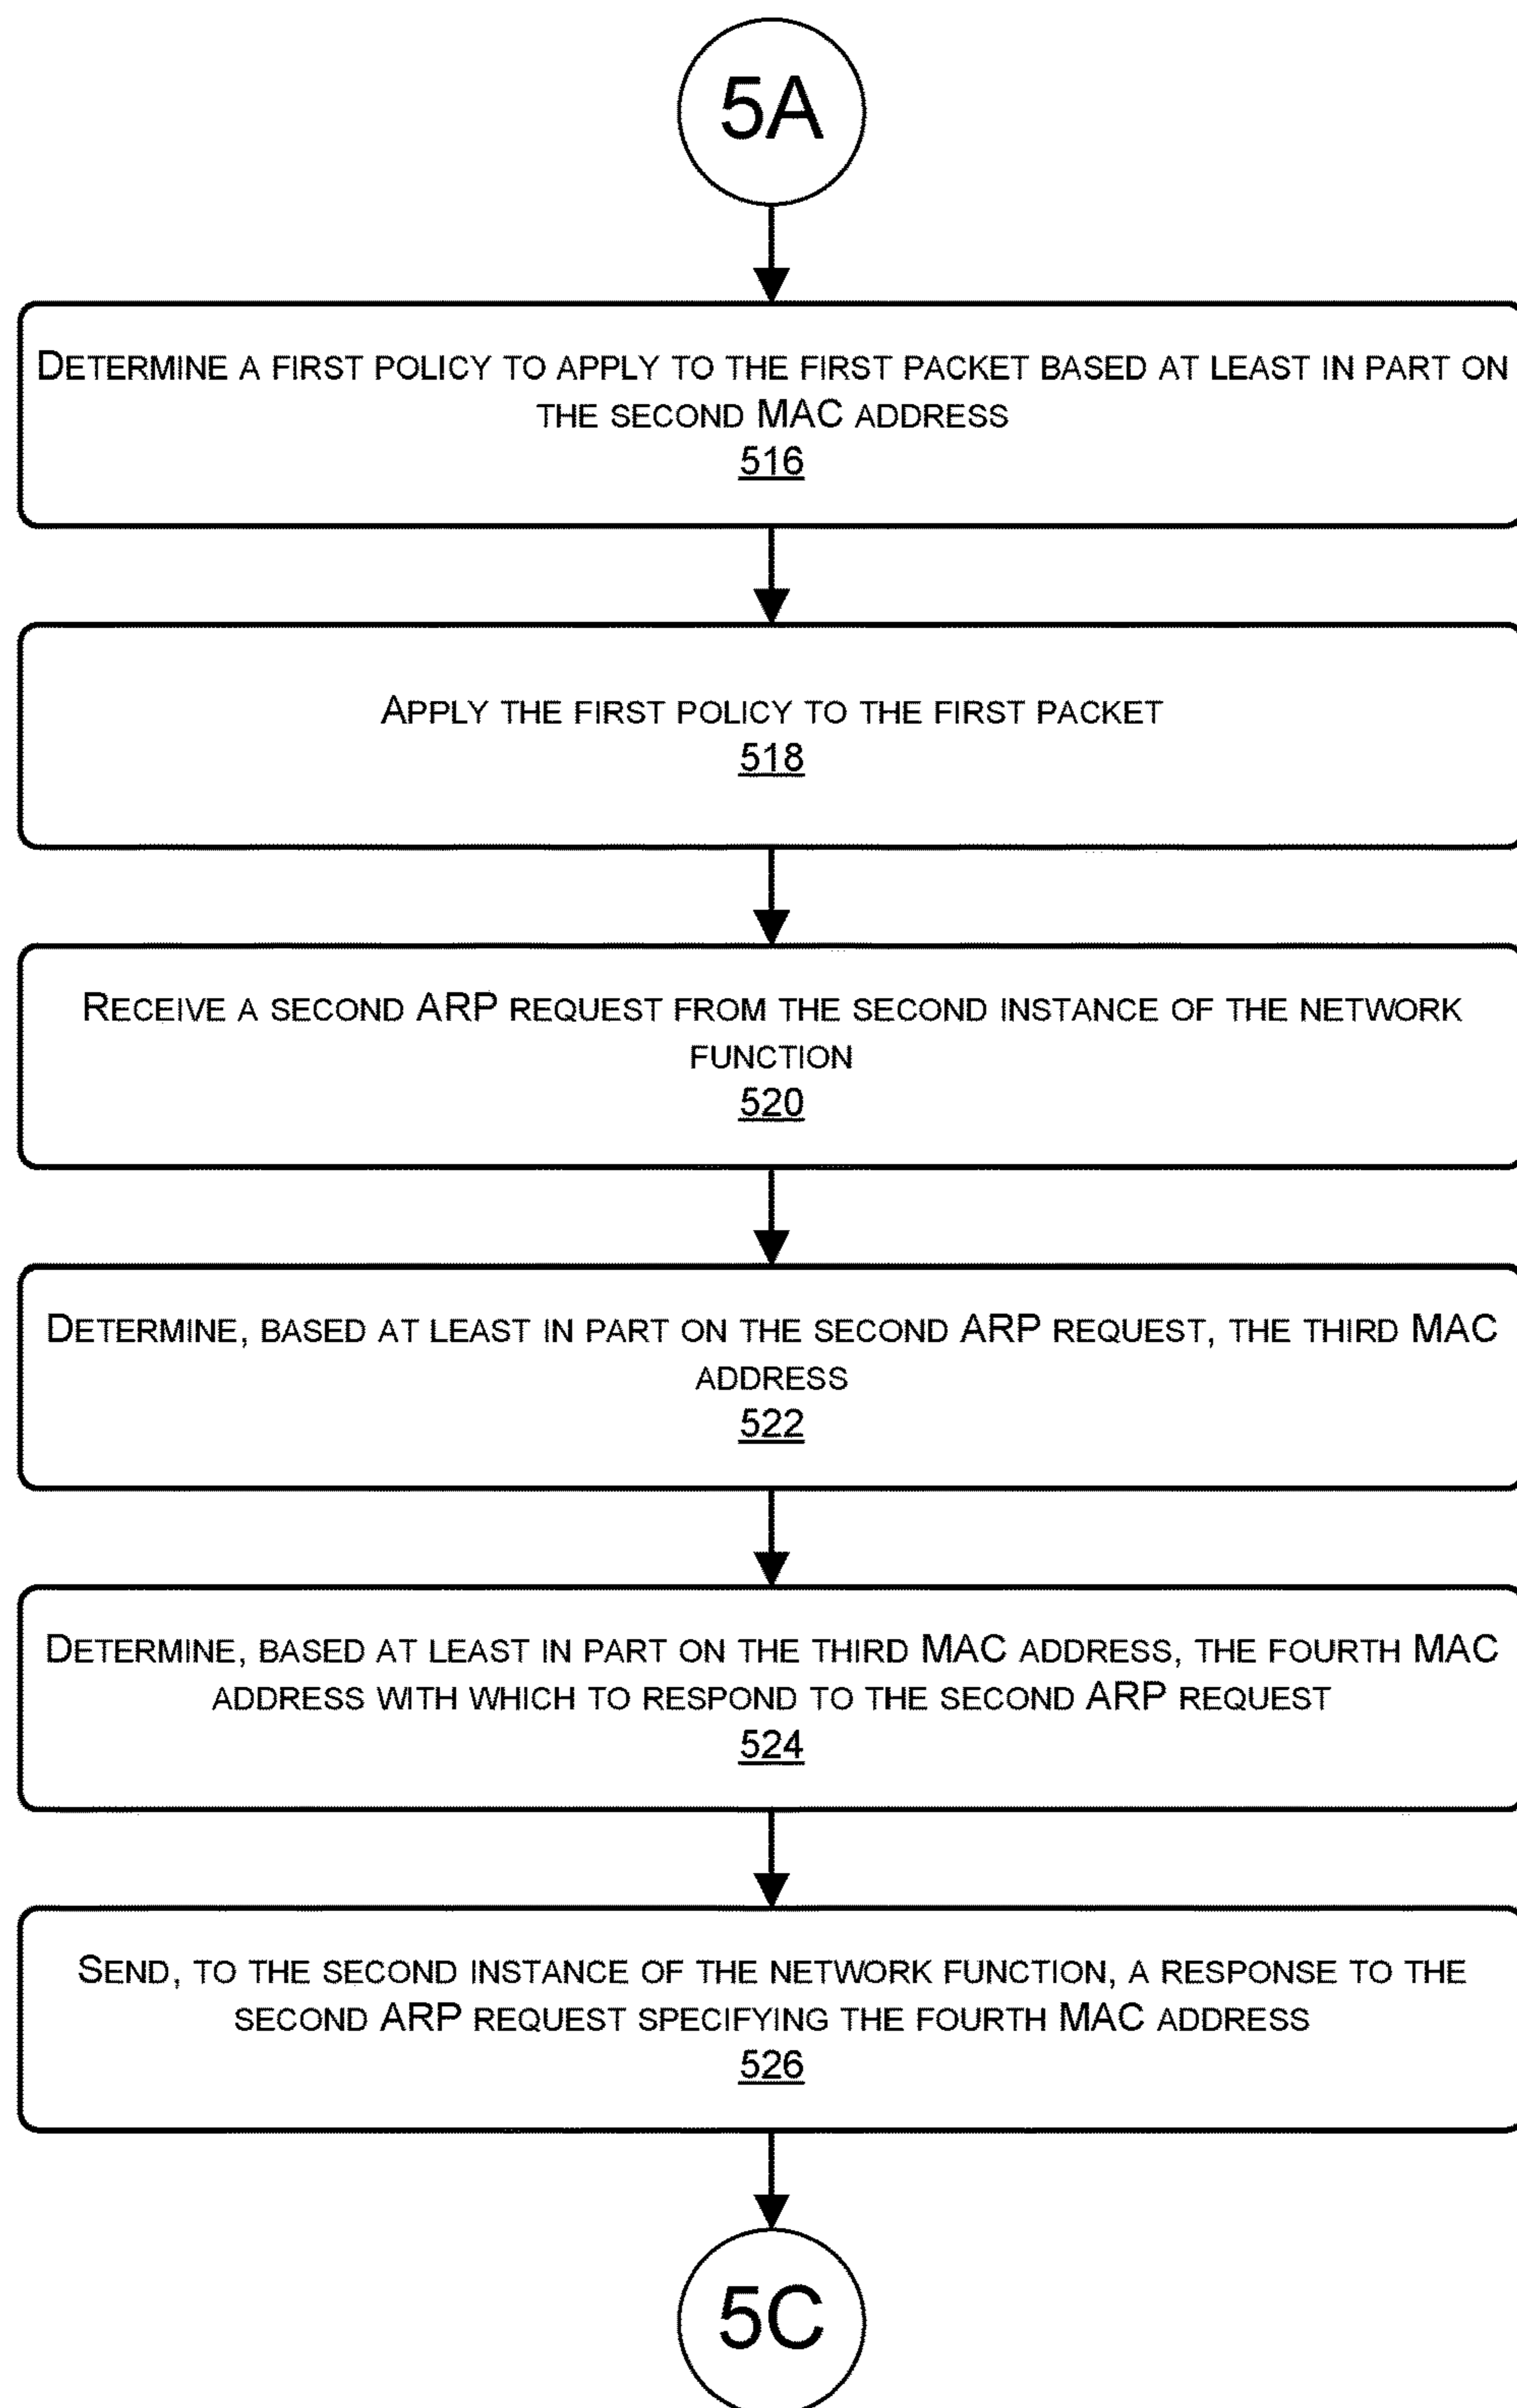 5A
DETERMINE A FIRST POLICY TO APPLY TO THE FIRST PACKET BASED AT LEAST IN PART ON
THE SECOND MAC ADDRESS
516
APPLY THE FIRST POLICY TO THE FIRST PACKET
518
RECEIVE A SECOND ARP REQUEST FROM THE SECOND INSTANCE OF THE NETWORK
FUNCTION
520
DETERMINE, BASED AT LEAST IN PART ON THE SECOND ARP REQUEST, THE THIRD MAC
ADDRESS
522
DETERMINE, BASED AT LEAST IN PART ON THE THIRD MAC ADDRESS, THE FOURTH MAC
ADDRESS WITH WHICH TO RESPOND TO THE SECOND ARP REQUEST
524
SEND, TO THE SECOND INSTANCE OF THE NETWORK FUNCTION, A RESPONSE TO THE
SECOND ARP REQUEST SPECIFYING THE FOURTH MAC ADDRESS
526
5C